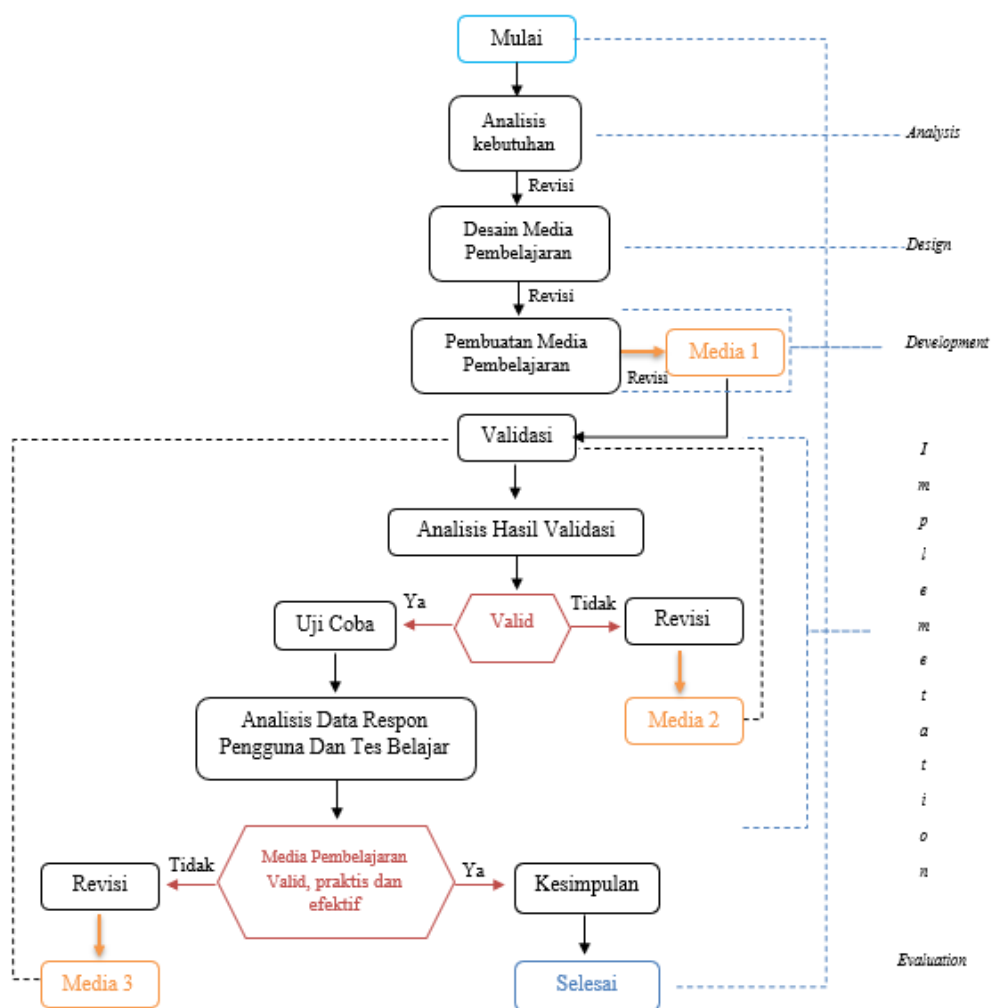 Mulai
Analisis
kebutuhan
Analysis
Revisi
Desain Media
Pembelajaran
Design
Revisi
Pembuatan Media
Pembelajaran
Media 1
Development
Revisi
Validasi
Analisis Hasil Validasi
Ya
Valid
Tidak
Uji Coba
Revisi
Analisis Data Respon
Pengguna Dan Tes Belajar
Media 2
I
m
p
l
e
m
e
t
a
t
i
o
n
Tidak
Media Pembelajaran
Valid, praktis dan
efektif
Ya
Revisi
Kesimpulan
Media 3
Selesai
Evaluation